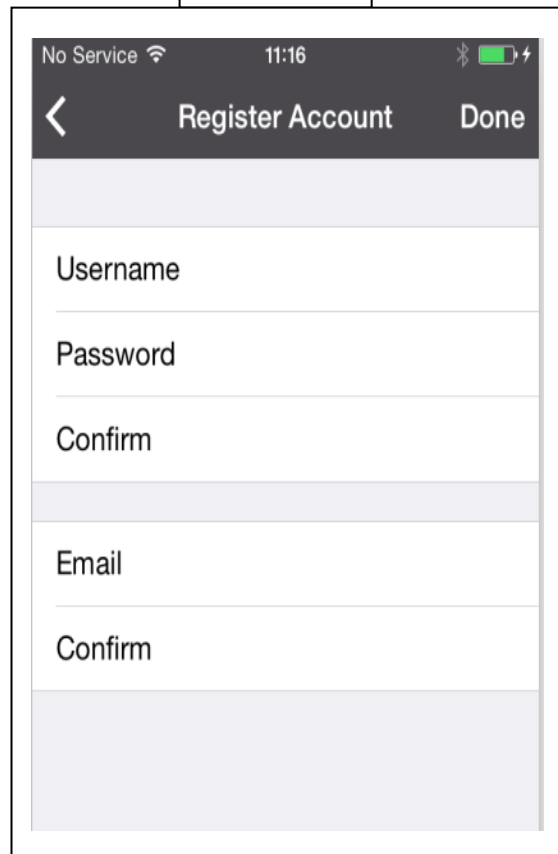 No Service 11:16
Register Account Done
Username
Password
Confirm
Email
Confirm